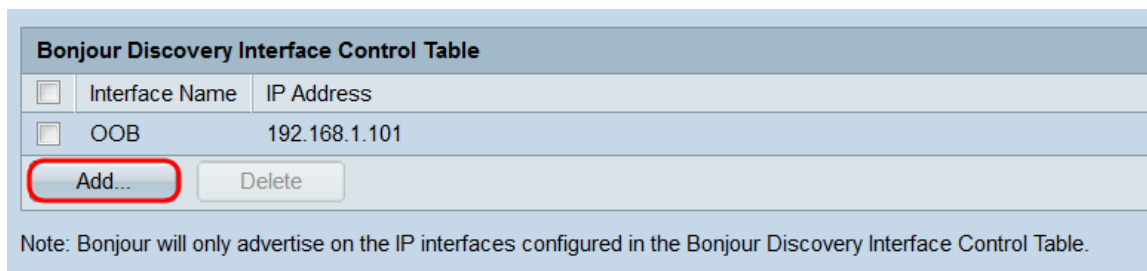 Bonjour Discovery Interface Control Table
Interface Name IP Address
OOB 192.168.1.101
Add... Delete
Note: Bonjour will only advertise on the IP interfaces configured in the Bonjour Discovery Interface Control Table.